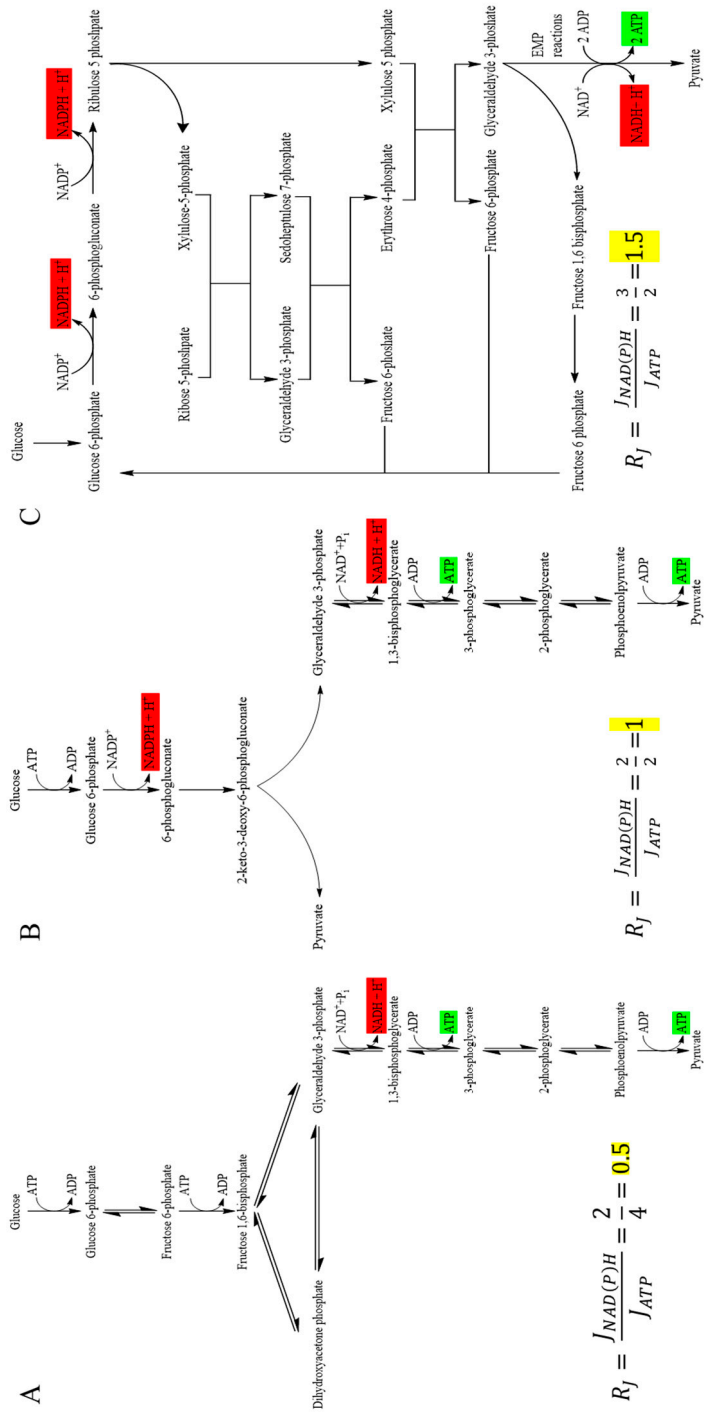 A
Glucose
ATP
ADP
Glucose 6-phosphate
Fructose 6-phosphate
ATP
ADP
Fructose 1,6-bisphosphate
Dihydroxyacetone phosphate
Glyceraldehyde 3-phosphate
NAD⁺+Pᵢ
NADH + H⁺
1,3-bisphosphoglycerate
ADP
ATP
3-phosphoglycerate
2-phosphoglycerate
Phosphoenolpyruvate
ADP
ATP
Pyruvate
R_J = J_NAD(P)H / J_ATP = 2/4 = 0.5
B
Glucose
ATP
ADP
Glucose 6-phosphate
NADP⁺
NADPH + H⁺
6-phosphogluconate
2-keto-3-deoxy-6-phosphogluconate
Pyruvate
Glyceraldehyde 3-phosphate
NAD⁺+Pᵢ
NADH + H⁺
1,3-bisphosphoglycerate
ADP
ATP
3-phosphoglycerate
2-phosphoglycerate
Phosphoenolpyruvate
ADP
ATP
Pyruvate
R_J = J_NAD(P)H / J_ATP = 2/2 = 1
C
Glucose
NADP⁺
NADPH + H⁺
NADP⁺
NADPH + H⁺
Glucose 6-phosphate
6-phosphogluconate
Ribulose 5 phoshpate
Ribose 5-phoshpate
Xylulose-5-phosphate
Glyceraldehyde 3-phosphate
Sedoheptulose 7-phosphate
Fructose 6-phoshate
Erythrose 4-phosphate
Xylulose 5 phosphate
Fructose 6-phosphate
Glyceraldehyde 3-phoshate
EMP
reactions
NAD⁺
2 ADP
NADH + H⁺
2 ATP
Fructose 6 phosphate
Fructose 1,6 bisphosphate
Pyuvate
R_J = J_NAD(P)H / J_ATP = 3/2 = 1.5